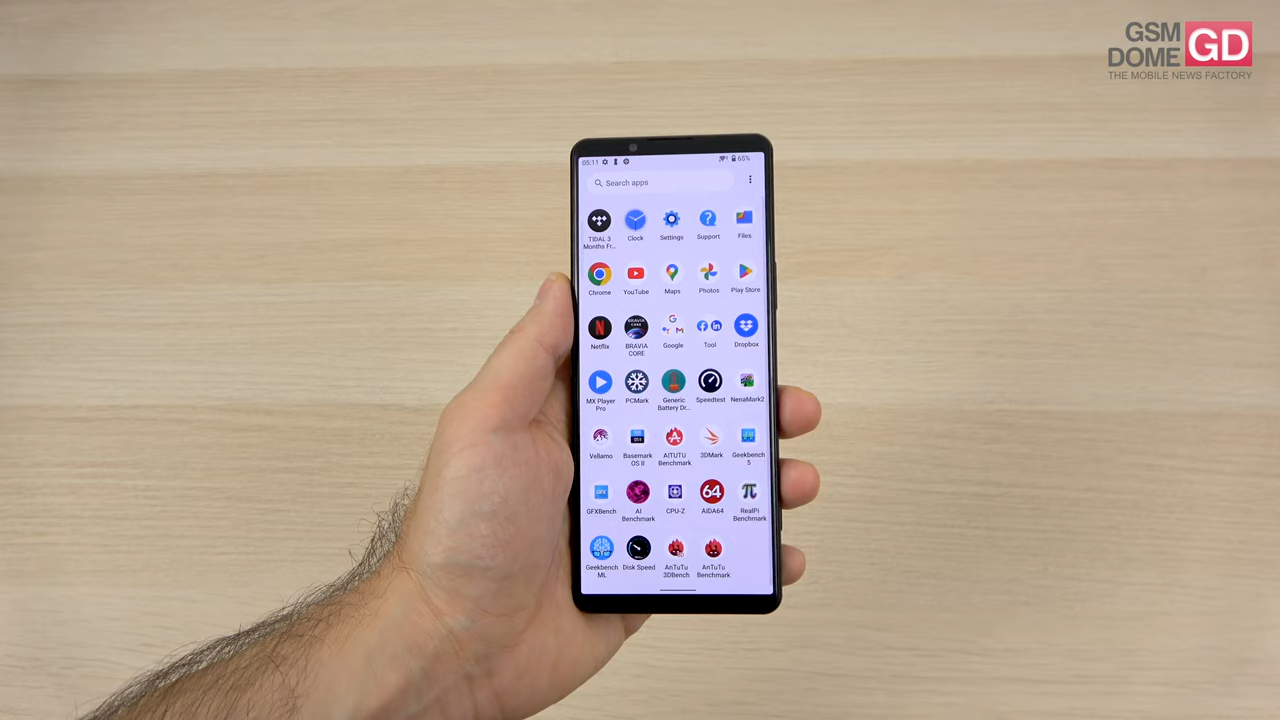 GSM
DOME GD
THE MOBILE NEWS FACTORY
05:11 65%
Search apps
TIDAL 3 Months Fr... Clock Settings Support Files
Chrome YouTube Maps Photos Play Store
Netflix BRAVIA CORE Google Tool Dropbox
MX Player Pro PCMark Generic Battery Dr... Speedtest NenaMark2
Vellamo Basemark OS II AITUTU Benchmark 3DMark Geekbench 5
GFXBench AI Benchmark CPU-Z AIDA64 RealPi Benchmark
Geekbench ML Disk Speed AnTuTu 3DBench AnTuTu Benchmark